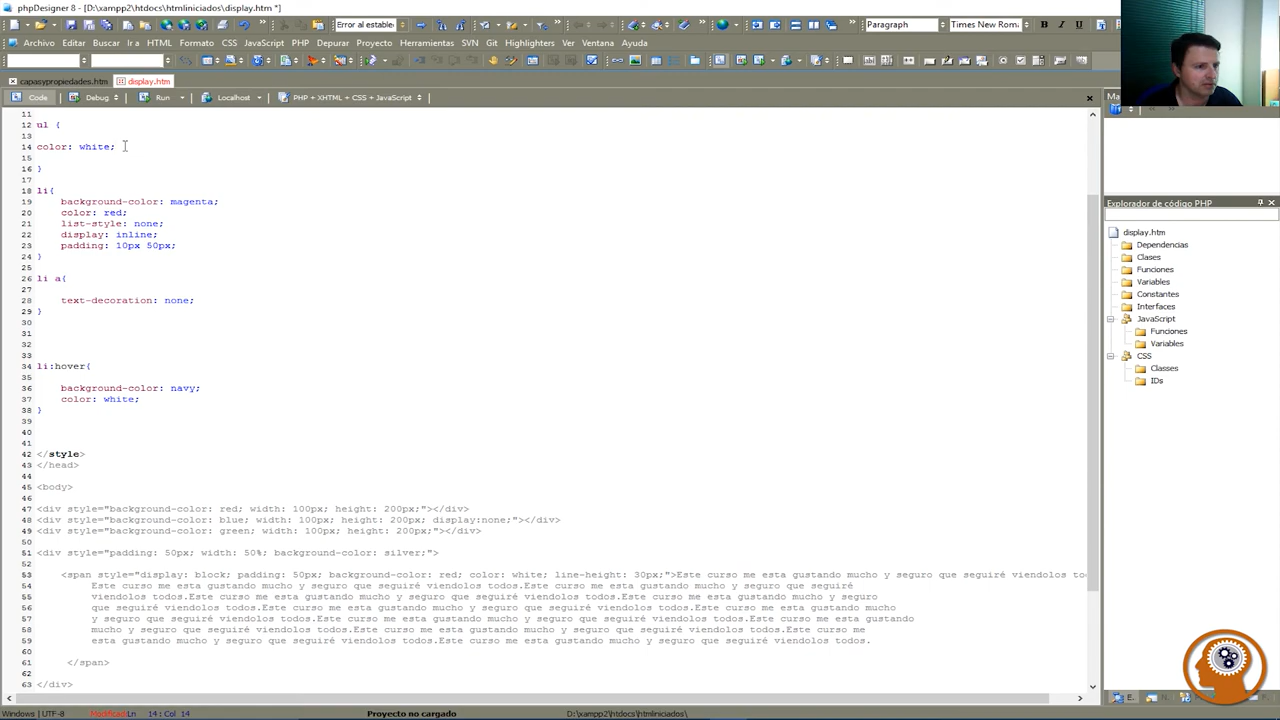 phpDesigner 8 - [D:\xampp2\htdocs\htmliniciados\display.htm *]
Error al estable
Paragraph
Times New Roma
Archivo Editar Buscar Ir a HTML Formato CSS JavaScript PHP Depurar Proyecto Herramientas SVN Git Highlighters Ver Ventana Ayuda
capasypropiedades.htm display.htm
Code Debug Run Localhost PHP + XHTML + CSS + JavaScript
11
12 ul {
13
14 color: white;
15
16 }
17
18 li{
19 background-color: magenta;
20 color: red;
21 list-style: none;
22 display: inline;
23 padding: 10px 50px;
24 }
25
26 li a{
27
28 text-decoration: none;
29 }
30
31
32
33
34 li:hover{
35
36 background-color: navy;
37 color: white;
38 }
39
40
41
42 </style>
43 </head>
44
45 <body>
46
47 <div style="background-color: red; width: 100px; height: 200px;"></div>
48 <div style="background-color: blue; width: 100px; height: 200px; display:none;"></div>
49 <div style="background-color: green; width: 100px; height: 200px;"></div>
50
51 <div style="padding: 50px; width: 50%; background-color: silver;">
52
53 <span style="display: block; padding: 50px; background-color: red; color: white; line-height: 30px;">Este curso me esta gustando mucho y seguro que seguiré viendolos to
54 Este curso me esta gustando mucho y seguro que seguiré viendolos todos.Este curso me esta gustando mucho y seguro que seguiré
55 viendolos todos.Este curso me esta gustando mucho y seguro que seguiré viendolos todos.Este curso me esta gustando mucho y seguro
56 que seguiré viendolos todos.Este curso me esta gustando mucho y seguro que seguiré viendolos todos.Este curso me esta gustando mucho
57 y seguro que seguiré viendolos todos.Este curso me esta gustando mucho y seguro que seguiré viendolos todos.Este curso me esta gustando
58 mucho y seguro que seguiré viendolos todos.Este curso me esta gustando mucho y seguro que seguiré viendolos todos.Este curso me
59 esta gustando mucho y seguro que seguiré viendolos todos.Este curso me esta gustando mucho y seguro que seguiré viendolos todos.
60
61 </span>
62
63 </div>
Explorador de código PHP
display.htm
Dependencias
Clases
Funciones
Variables
Constantes
Interfaces
JavaScript
Funciones
Variables
CSS
Classes
IDs
Windows UTF-8 Modificado Ln 14 : Col 14 Proyecto no cargado D:\xampp2\htdocs\htmliniciados\